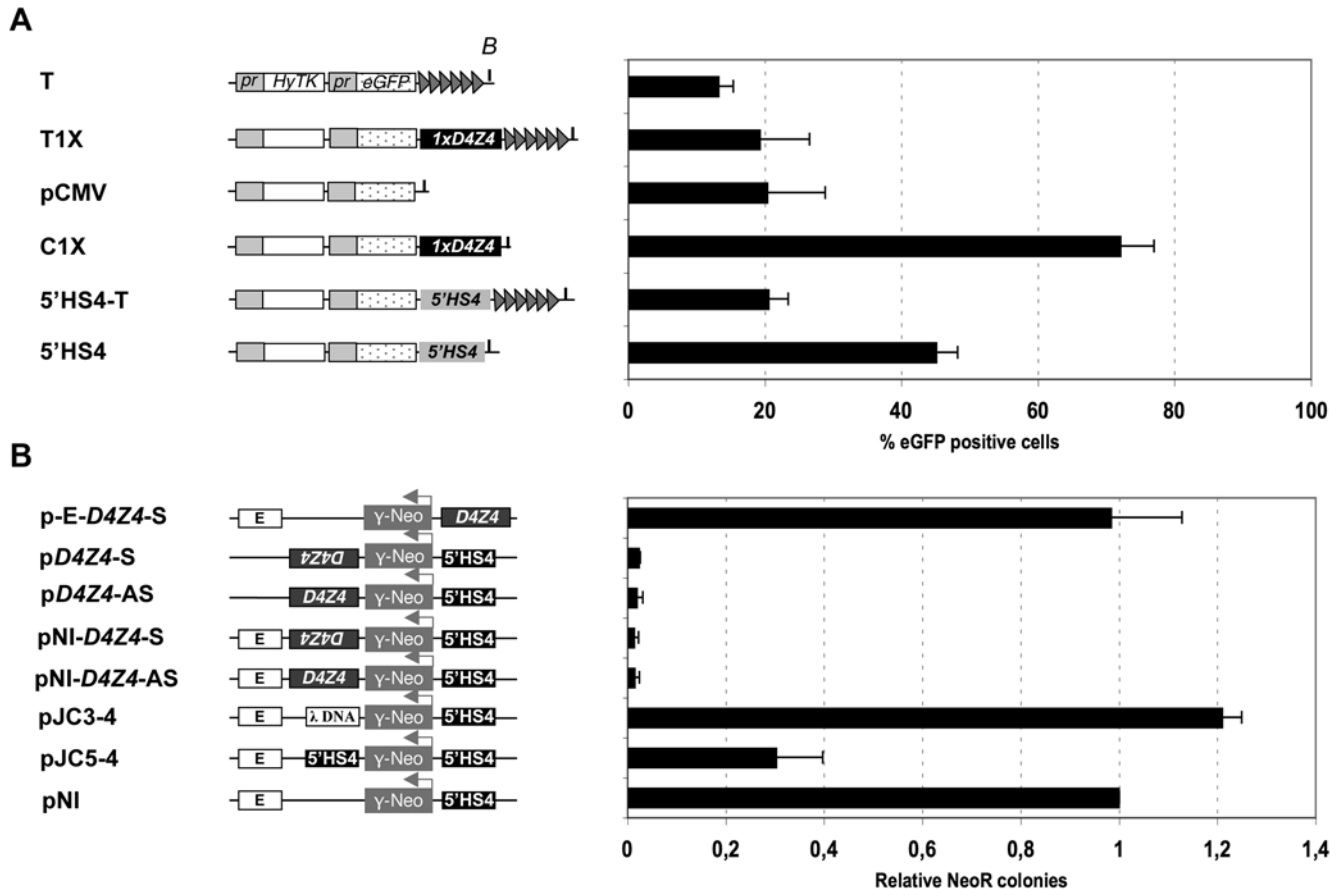 A
B
T
pr HyTK pr eGFP
T1X
1xD4Z4
pCMV
C1X
1xD4Z4
5'HS4-T
5'HS4
5'HS4
5'HS4
0 20 40 60 80 100
% eGFP positive cells
B
p-E-D4Z4-S
E γ-Neo D4Z4
pD4Z4-S
D4Z4 γ-Neo 5'HS4
pD4Z4-AS
D4Z4 γ-Neo 5'HS4
pNI-D4Z4-S
E D4Z4 γ-Neo 5'HS4
pNI-D4Z4-AS
E D4Z4 γ-Neo 5'HS4
pJC3-4
E λ DNA γ-Neo 5'HS4
pJC5-4
E 5'HS4 γ-Neo 5'HS4
pNI
E γ-Neo 5'HS4
0 0,2 0,4 0,6 0,8 1 1,2 1,4
Relative NeoR colonies